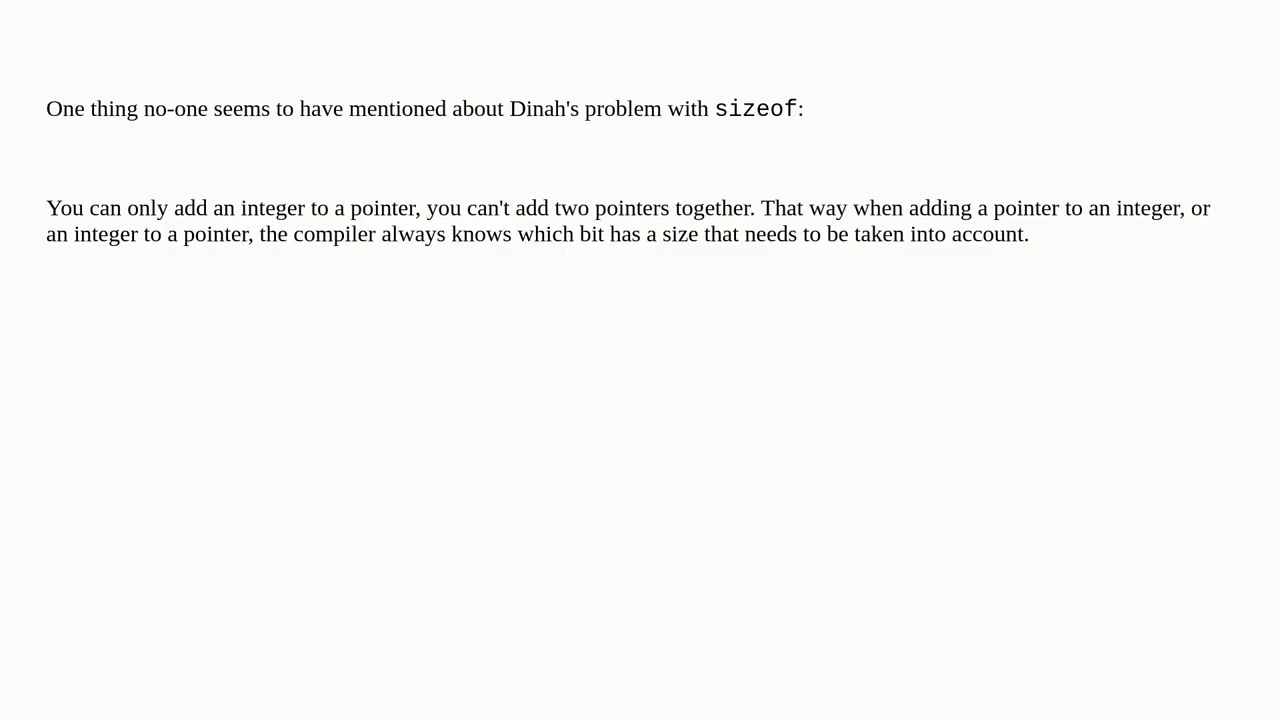 One thing no-one seems to have mentioned about Dinah's problem with sizeof:
You can only add an integer to a pointer, you can't add two pointers together. That way when adding a pointer to an integer, or
an integer to a pointer, the compiler always knows which bit has a size that needs to be taken into account.